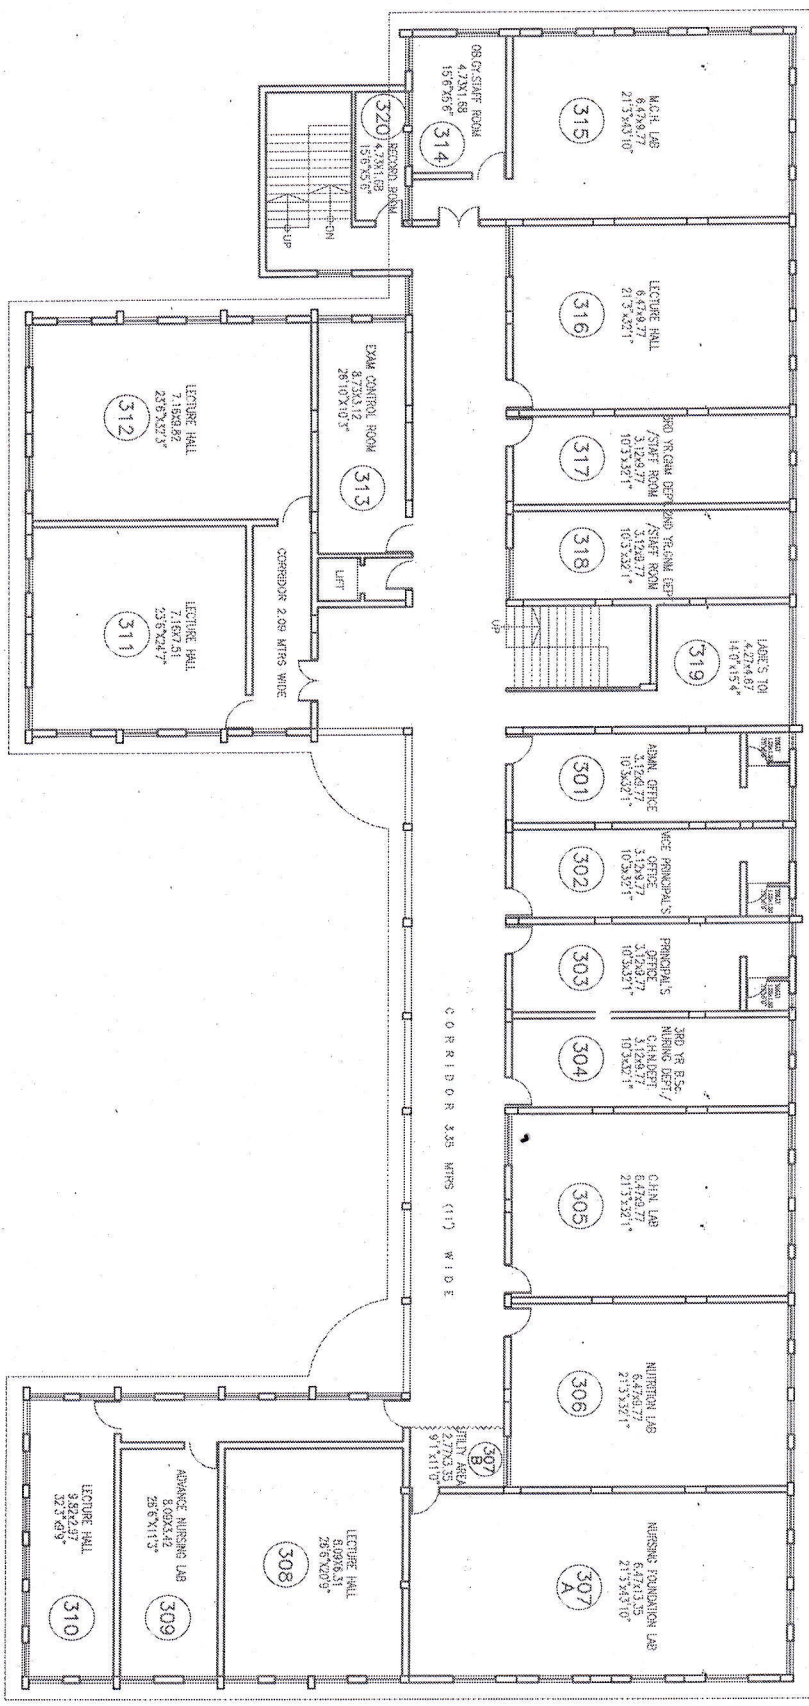 M.C.H. LAB
6.47x9.77
21'3"x43'10"
315
OB.GY.STAFF ROOM
4.73X1.68
15'6"X5'6"
314
320
RECORD ROOM
4.73X1.68
15'6"X5'6"
DN
UP
LECTURE HALL
6.47x9.77
21'3"x32'1"
316
3RD YR.GNM DEPT
/STAFF ROOM
3.12x9.77
10'3"x32'1"
317
2ND YR.GNM DEP
/STAFF ROOM
3.12x9.77
10'3"x32'1"
318
LADIE'S TOI
4.27x4.67
14'0"x15'4"
319
UP
EXAM CONTROL ROOM
8.73X3.12
28'10"X10'3"
313
LIFT
LECTURE HALL
7.16x9.82
23'6"X32'3"
312
LECTURE HALL
7.16X7.51
23'6"X24'7"
311
CORRIDOR 2.09 MTRS WIDE
ADMN. OFFICE
3.12x9.77
10'3"x32'1"
301
VICE PRINCIPAL'S
OFFICE
3.12x9.77
10'3"x32'1"
302
PRINCIPAL'S
OFFICE
3.12x9.77
10'3"x32'1"
303
3RD YR B.Sc.
NURING DEPT./
C.H.N.DEPT
3.12x9.77
10'3"x32'1"
304
C.H.N. LAB
6.47x9.77
21'3"x32'1"
305
CORRIDOR 3.35 MTRS (11') WIDE
NUTRITION LAB
6.47x9.77
21'3"x32'1"
306
307
B
UTILITY AREA
2.77X3.35
9'1"X11'0"
NURSING FOUNDATION LAB
6.47x13.35
21'3"x43'10"
307
A
LECTURE HALL
8.09X6.31
26'6"X20'9"
308
ADVANCE NURSING LAB
8.09X3.42
26'6"X11'3"
309
LECTURE HALL
9.82x2.97
32'3"x9'9"
310